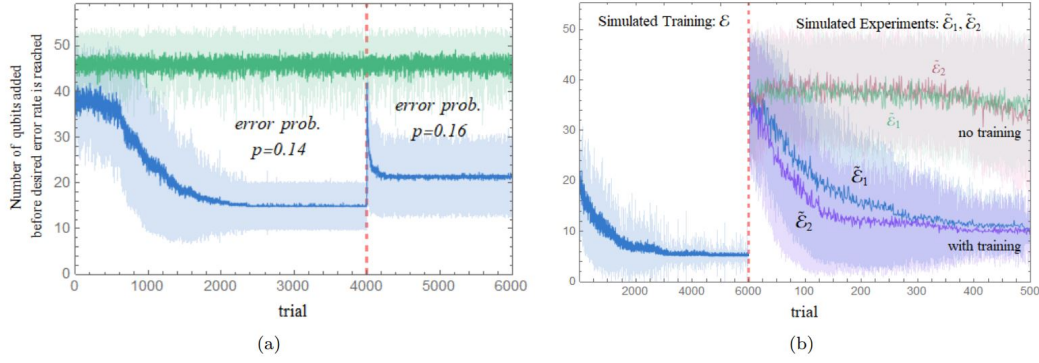 Number of qubits added
before desired error rate is reached
50
40
30
20
10
0
error prob.
p=0.14
error prob.
p=0.16
0
1000
2000
3000
4000
5000
6000
trial
(a)
Simulated Training: ℰ
Simulated Experiments: ℰ̃₁, ℰ̃₂
50
40
30
20
10
0
ℰ̃₂
ℰ̃₁
no training
ℰ̃₁
ℰ̃₂
with training
2000
4000
6000
100
200
300
400
500
trial
(b)